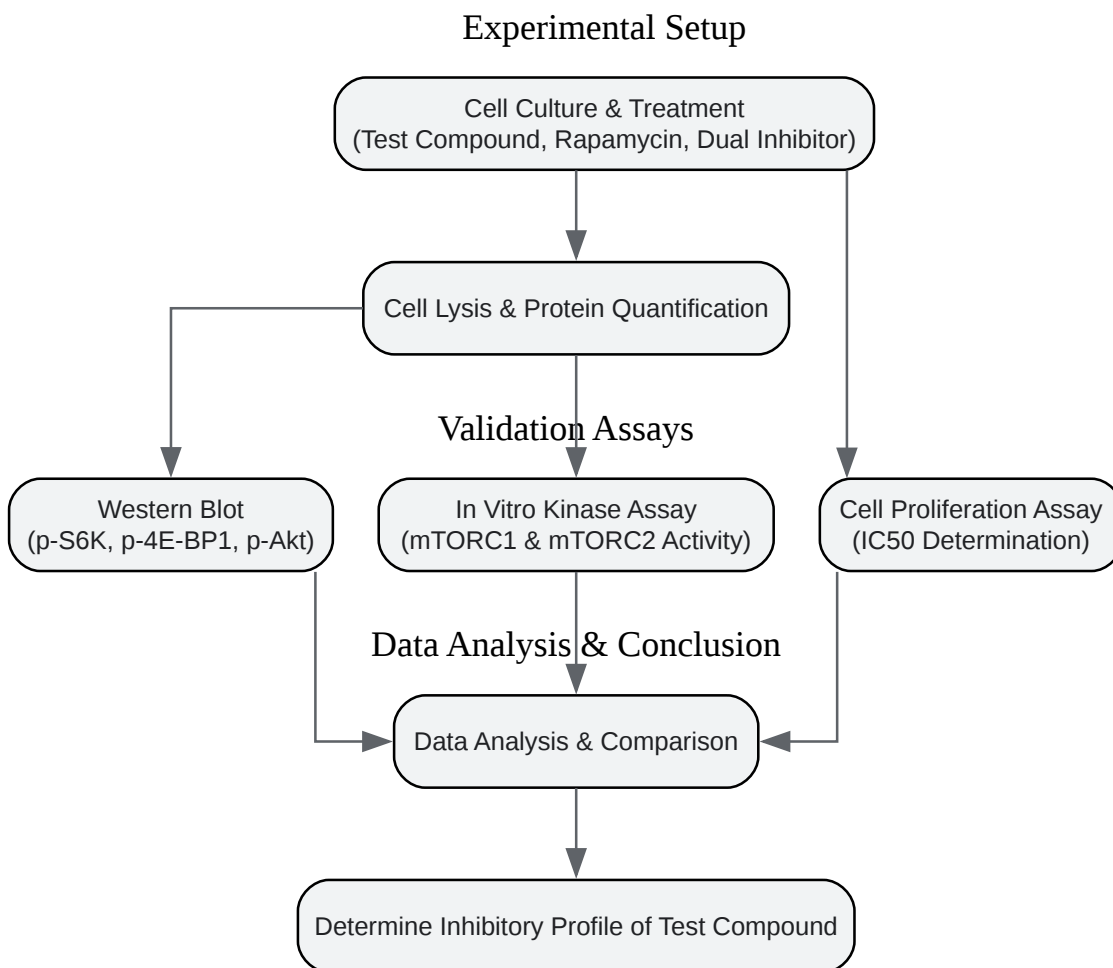 Experimental Setup
Cell Culture & Treatment
(Test Compound, Rapamycin, Dual Inhibitor)
Cell Lysis & Protein Quantification
Validation Assays
Western Blot
(p-S6K, p-4E-BP1, p-Akt)
In Vitro Kinase Assay
(mTORC1 & mTORC2 Activity)
Cell Proliferation Assay
(IC50 Determination)
Data Analysis & Conclusion
Data Analysis & Comparison
Determine Inhibitory Profile of Test Compound